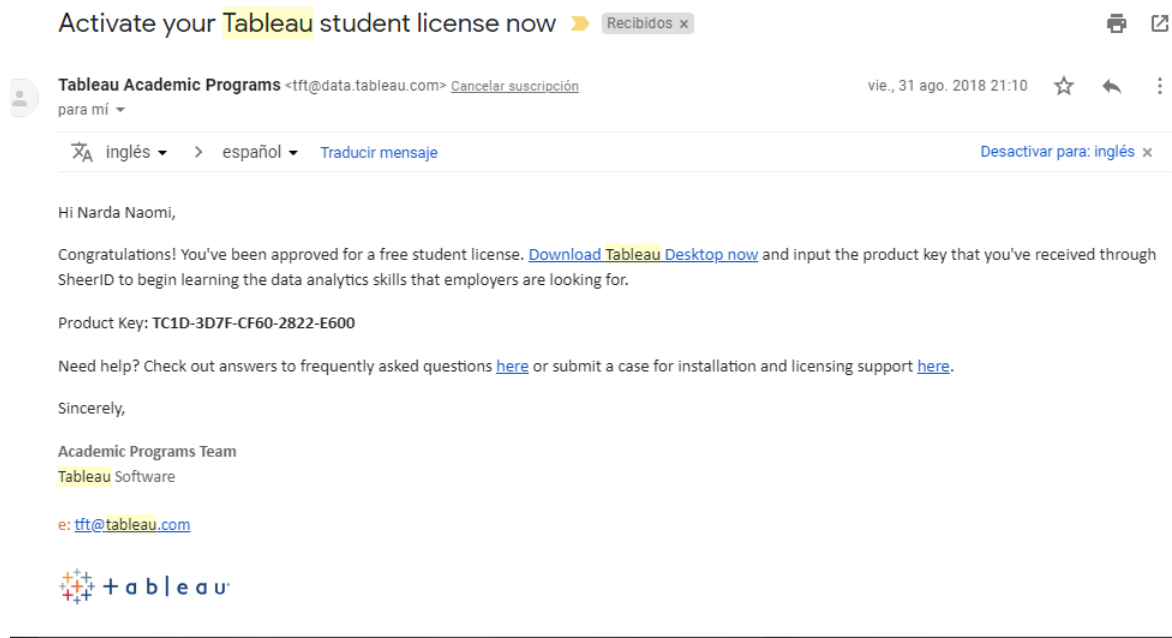 Activate your Tableau student license now Recibidos ×
Tableau Academic Programs <tft@data.tableau.com> Cancelar suscripción vie., 31 ago. 2018 21:10
para mí
inglés > español Traducir mensaje Desactivar para: inglés ×
Hi Narda Naomi,
Congratulations! You've been approved for a free student license. Download Tableau Desktop now and input the product key that you've received through
SheerID to begin learning the data analytics skills that employers are looking for.
Product Key: TC1D-3D7F-CF60-2822-E600
Need help? Check out answers to frequently asked questions here or submit a case for installation and licensing support here.
Sincerely,
Academic Programs Team
Tableau Software
e: tft@tableau.com
+ableau